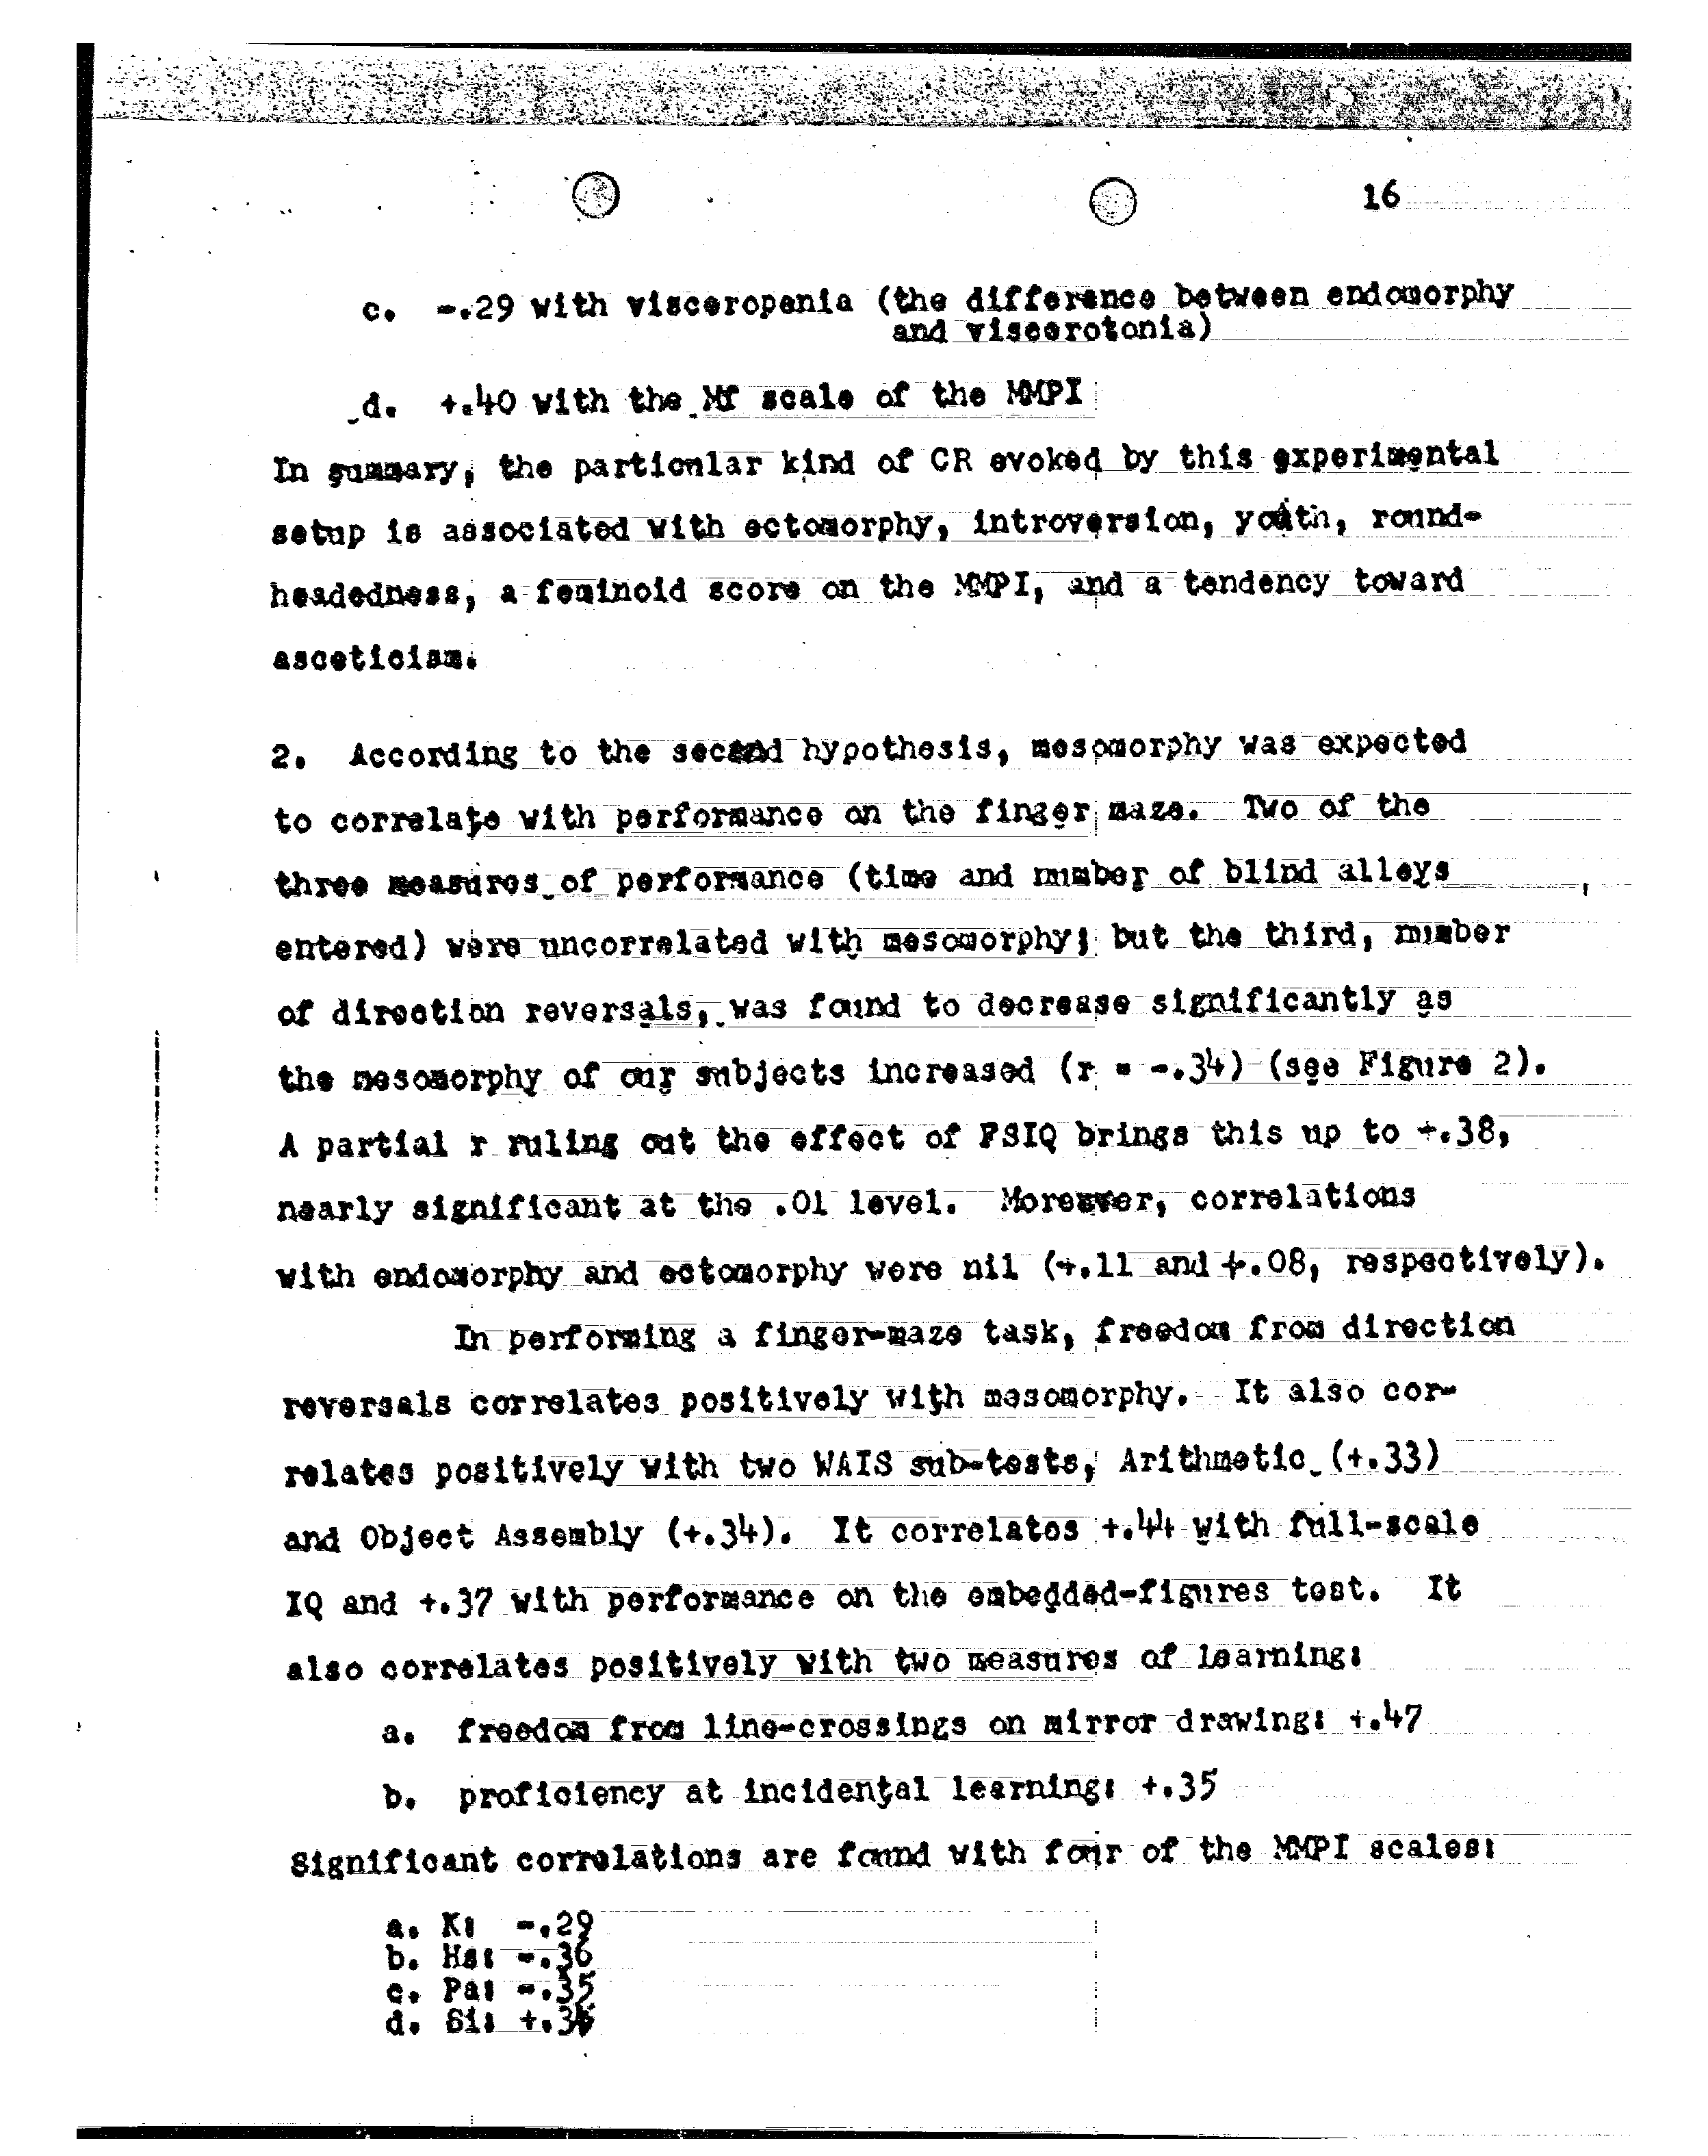 16
c. -.29 with visceropenia (the difference between endomorphy
and viscerotonia)
d. +.40 with the Mf scale of the MMPI
In summary, the particular kind of CR evoked by this experimental
setup is associated with ectomorphy, introversion, youth, round-
headedness, a feminoid score on the MMPI, and a tendency toward
asceticism.
2. According to the second hypothesis, mesomorphy was expected
to correlate with performance on the finger maze. Two of the
three measures of performance (time and number of blind alleys
entered) were uncorrelated with mesomorphy; but the third, number
of direction reversals, was found to decrease significantly as
the mesomorphy of our subjects increased (r = -.34) (see Figure 2).
A partial r ruling out the effect of FSIQ brings this up to +.38,
nearly significant at the .01 level. Moreover, correlations
with endomorphy and ectomorphy were nil (+.11 and +.08, respectively).
In performing a finger-maze task, freedom from direction
reversals correlates positively with mesomorphy. It also cor-
relates positively with two WAIS sub-tests, Arithmetic (+.33)
and Object Assembly (+.34). It correlates +.44 with full-scale
IQ and +.37 with performance on the embedded-figures test. It
also correlates positively with two measures of learning:
a. freedom from line-crossings on mirror drawing: +.47
b. proficiency at incidental learning: +.35
Significant correlations are found with four of the MMPI scales:
a. K: -.29
b. Hs: -.36
c. Pa: -.35
d. Si: